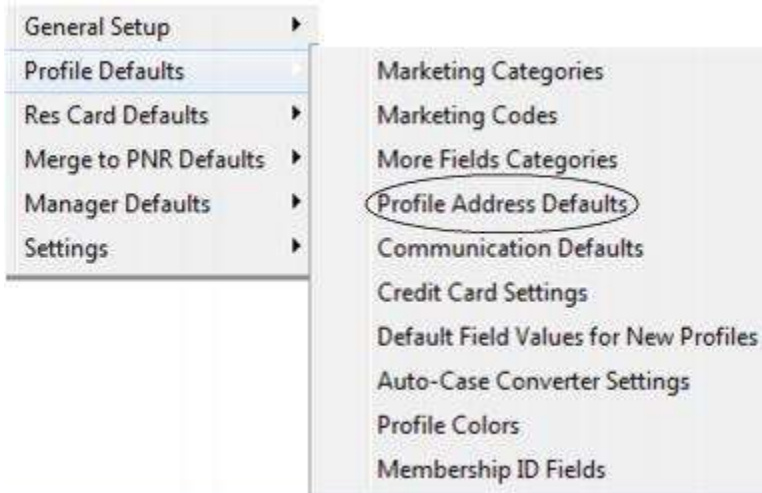 General Setup
Profile Defaults
Res Card Defaults
Merge to PNR Defaults
Manager Defaults
Settings
Marketing Categories
Marketing Codes
More Fields Categories
Profile Address Defaults
Communication Defaults
Credit Card Settings
Default Field Values for New Profiles
Auto-Case Converter Settings
Profile Colors
Membership ID Fields